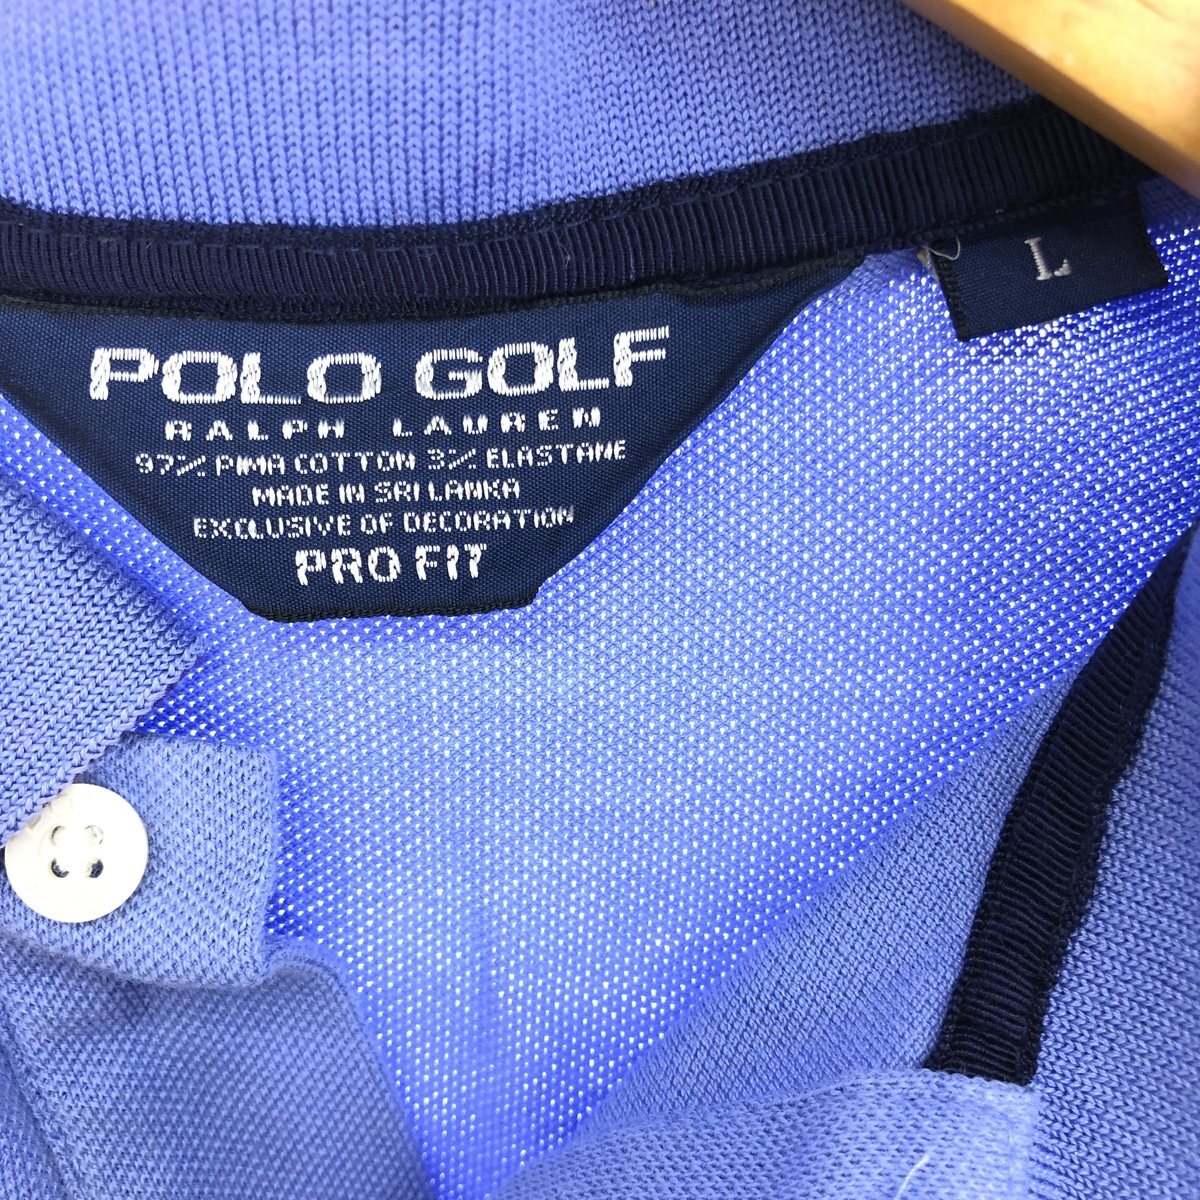 POLO GOLF
RALPH LAUREN
97% PIMA COTTON 3% ELASTANE
MADE IN SRI LANKA
EXCLUSIVE OF DECORATION
PRO FIT
L